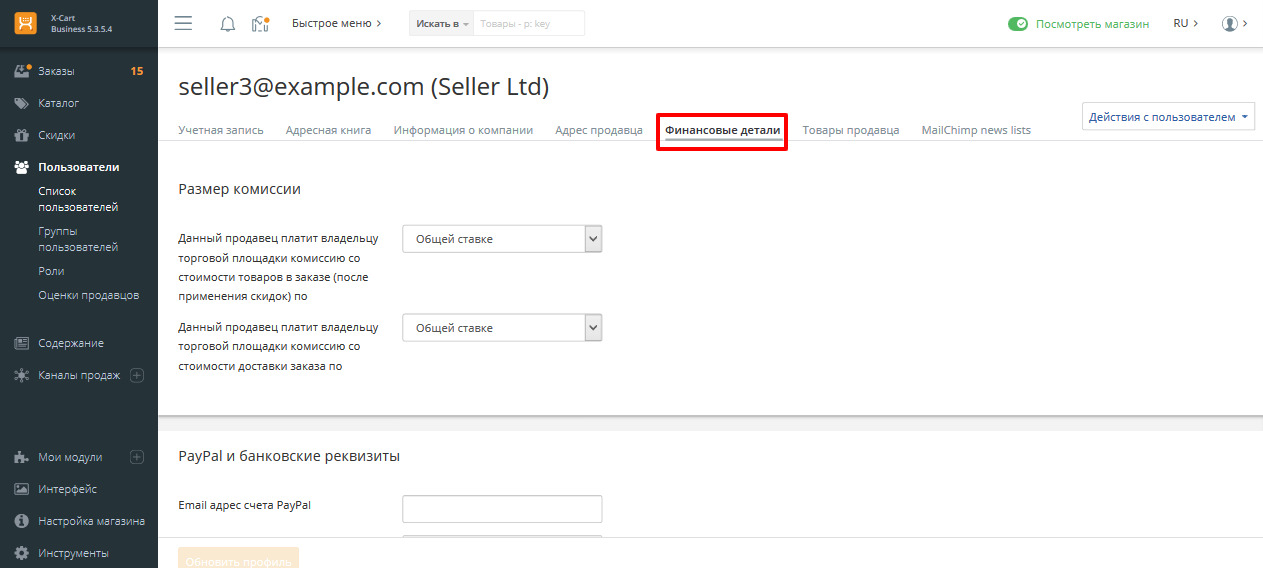 X-Cart
Business 5.3.5.4
Быстрое меню
Искать в
Товары - p: key
Посмотреть магазин
RU
Заказы
15
Каталог
Скидки
Пользователи
Список
пользователей
Группы
пользователей
Роли
Оценки продавцов
Содержание
Каналы продаж
Мои модули
Интерфейс
Настройка магазина
Инструменты
seller3@example.com (Seller Ltd)
Учетная запись
Адресная книга
Информация о компании
Адрес продавца
Финансовые детали
Товары продавца
MailChimp news lists
Действия с пользователем
Размер комиссии
Данный продавец платит владельцу
торговой площадки комиссию со
стоимости товаров в заказе (после
применения скидок) по
Общей ставке
Данный продавец платит владельцу
торговой площадки комиссию со
стоимости доставки заказа по
Общей ставке
PayPal и банковские реквизиты
Email адрес счета PayPal
Обновить профиль